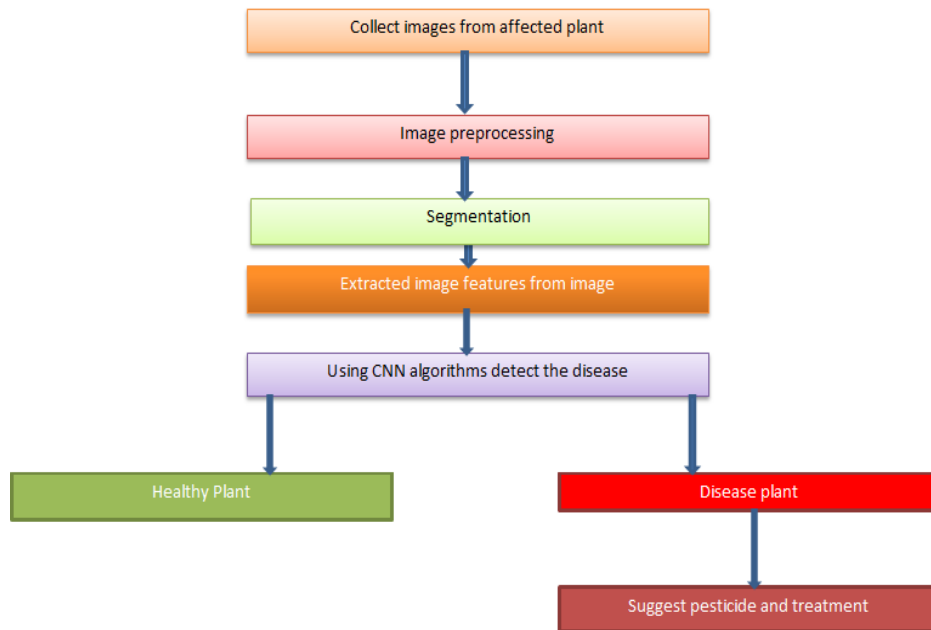 Collect images from affected plant
Image preprocessing
Segmentation
Extracted image features from image
Using CNN algorithms detect the disease
Healthy Plant
Disease plant
Suggest pesticide and treatment